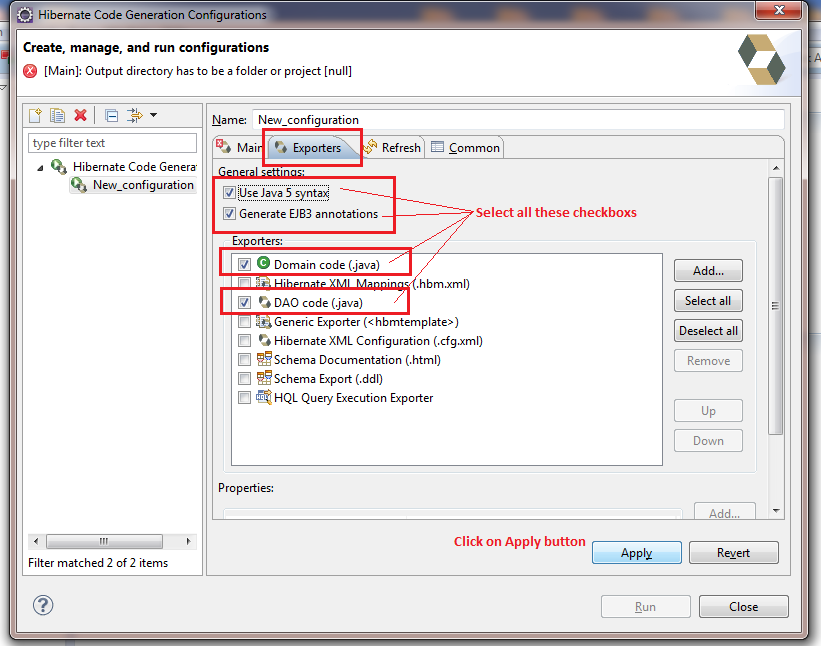 Hibernate Code Generation Configurations
Create, manage, and run configurations
[Main]: Output directory has to be a folder or project [null]
type filter text
Hibernate Code Genera
New_configuration
Filter matched 2 of 2 items
Name: New_configuration
Main Exporters Refresh Common
General settings:
Use Java 5 syntax
Generate EJB3 annotations
Select all these checkboxs
Exporters:
Domain code (.java)
Hibernate XML Mappings (.hbm.xml)
DAO code (.java)
Generic Exporter (<hbmtemplate>)
Hibernate XML Configuration (.cfg.xml)
Schema Documentation (.html)
Schema Export (.ddl)
HQL Query Execution Exporter
Add...
Select all
Deselect all
Remove
Up
Down
Properties:
Add...
Click on Apply button
Apply Revert
? Run Close